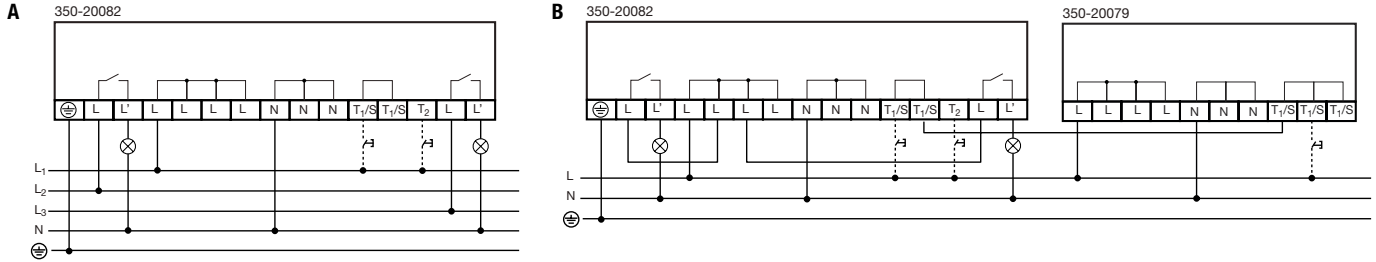 A
350-20082
L L' L L L L N N N T₁/S T₁/S T₂ L L'
L₁
L₂
L₃
N
B
350-20082
L L' L L L L N N N T₁/S T₁/S T₂ L L'
L
N
350-20079
L L L L N N N T₁/S T₁/S T₁/S